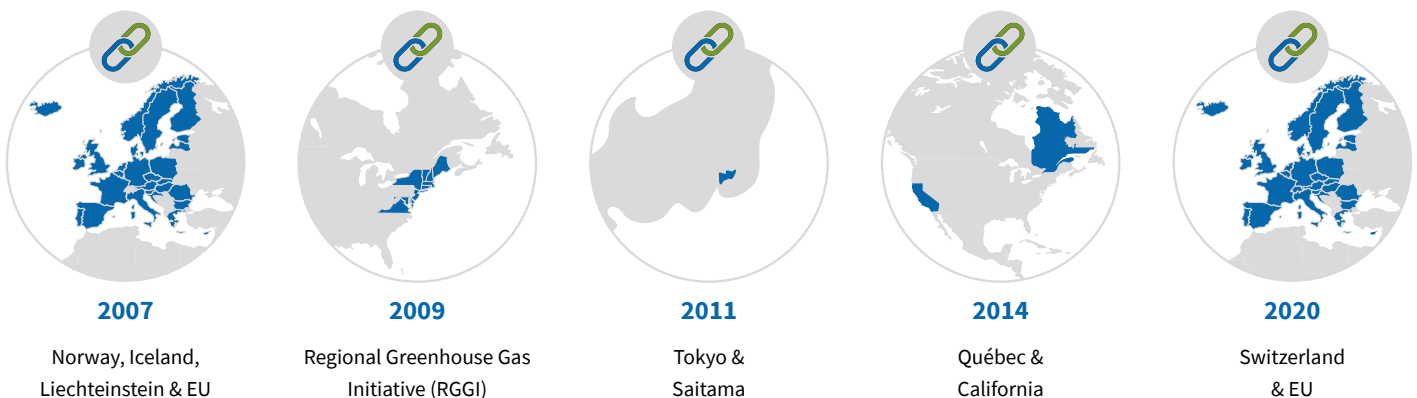 2007
Norway, Iceland,
Liechteinstein & EU
2009
Regional Greenhouse Gas
Initiative (RGGI)
2011
Tokyo &
Saitama
2014
Québec &
California
2020
Switzerland
& EU